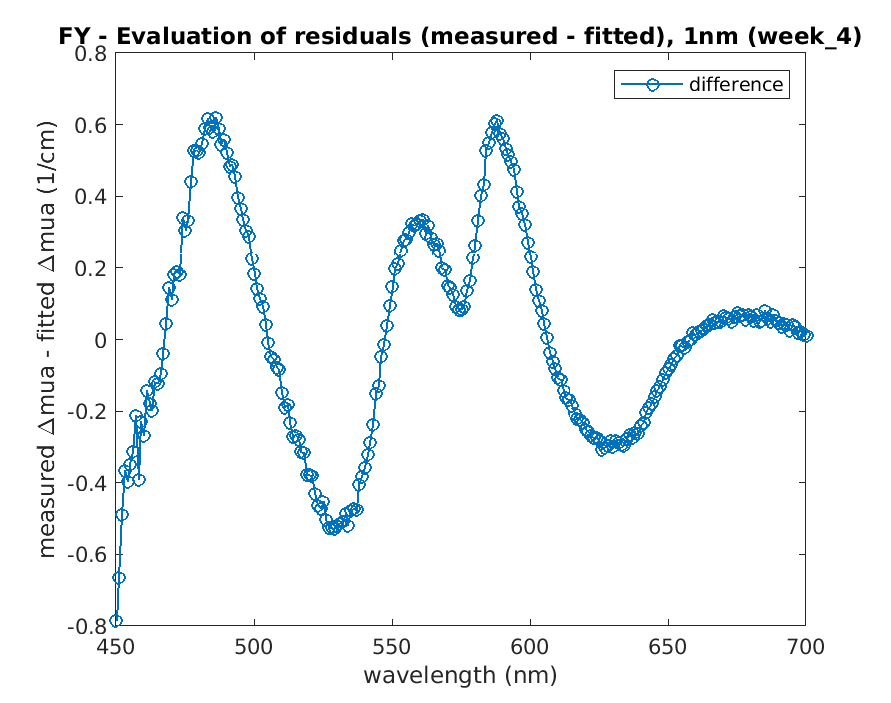 FY - Evaluation of residuals (measured - fitted), 1nm (week_4)
difference
measured Δmua - fitted Δmua (1/cm)
0.8
0.6
0.4
0.2
0
-0.2
-0.4
-0.6
-0.8
450 500 550 600 650 700
wavelength (nm)